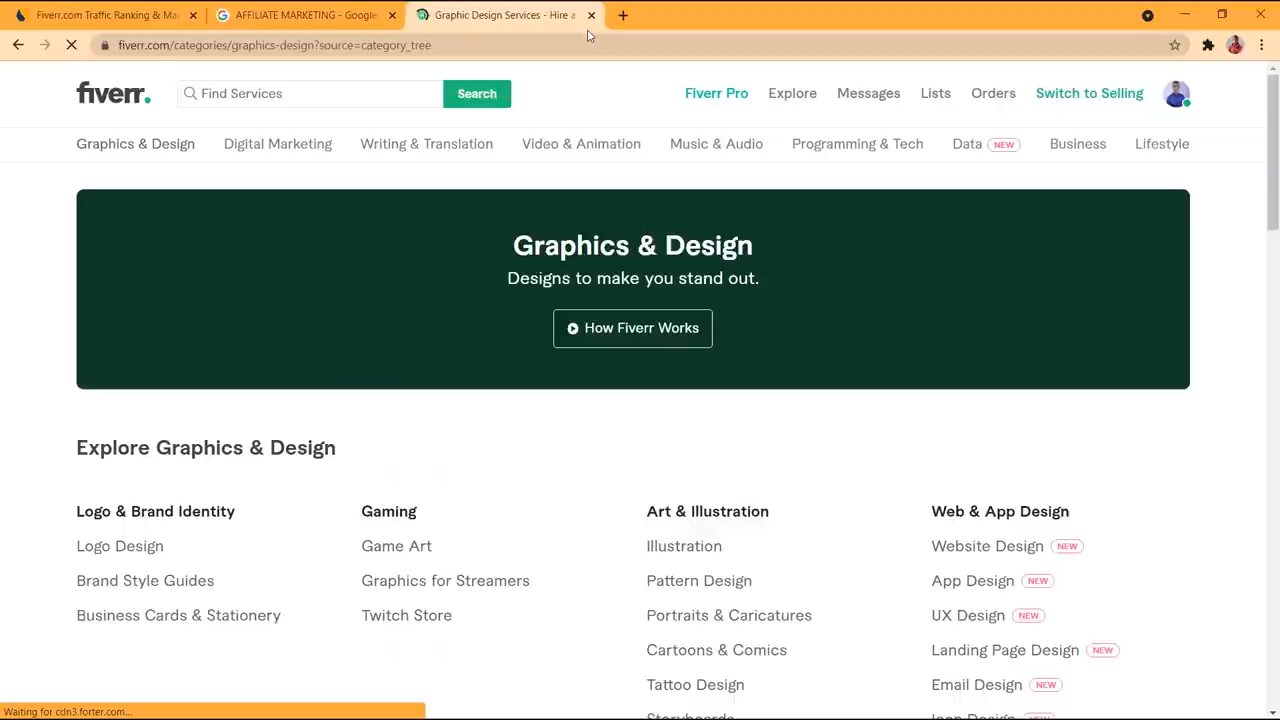 Fiverr.com Traffic Ranking & Ma
AFFILIATE MARKETING - Google
Graphic Design Services - Hire a
fiverr.com/categories/graphics-design?source=category_tree
fiverr.
Find Services
Search
Fiverr Pro
Explore
Messages
Lists
Orders
Switch to Selling
Graphics & Design
Digital Marketing
Writing & Translation
Video & Animation
Music & Audio
Programming & Tech
Data NEW
Business
Lifestyle
Graphics & Design
Designs to make you stand out.
How Fiverr Works
Explore Graphics & Design
Logo & Brand Identity
Logo Design
Brand Style Guides
Business Cards & Stationery
Gaming
Game Art
Graphics for Streamers
Twitch Store
Art & Illustration
Illustration
Pattern Design
Portraits & Caricatures
Cartoons & Comics
Tattoo Design
Storyboards
Web & App Design
Website Design NEW
App Design NEW
UX Design NEW
Landing Page Design NEW
Email Design NEW
Icon Design NEW
Waiting for cdn3.forter.com...